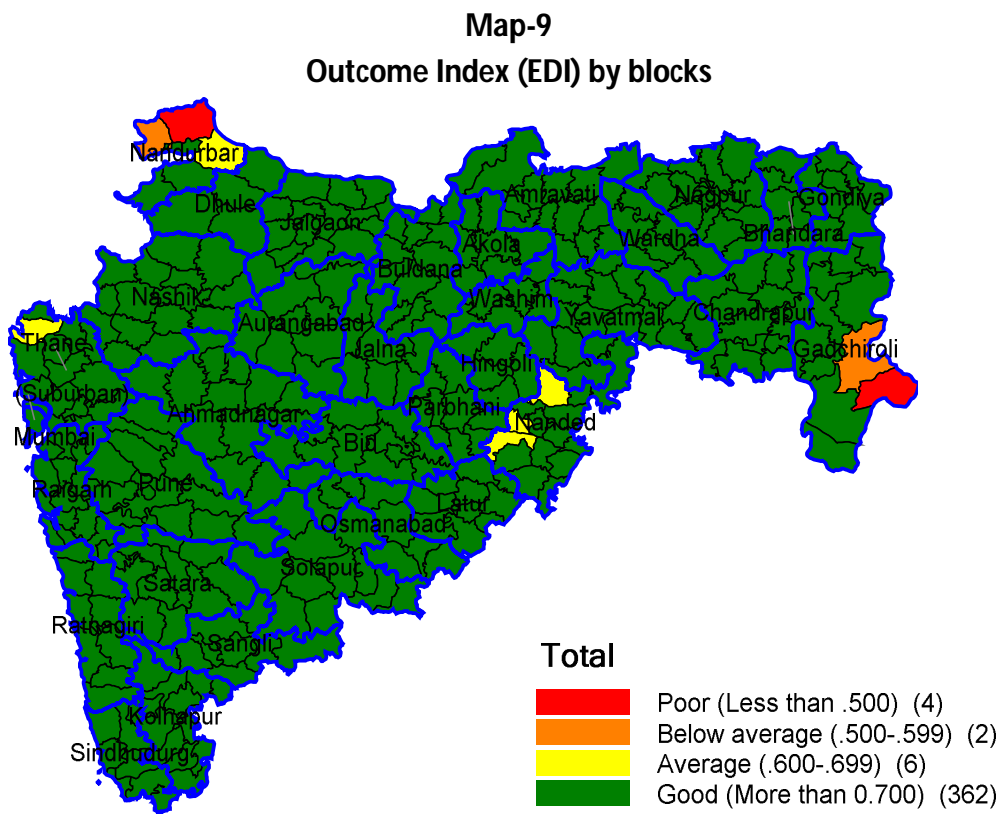 Map-9
Outcome Index (EDI) by blocks
Nandurbar
Dhule
Jalgaon
Amravati
Nagpur
Gondiya
Bhandara
Wardha
Akola
Buldana
Nashik
Washim
Yavatmal
Chandrapur
Aurangabad
Thane
Jalna
Hingoli
Gadchiroli
(Suburban)
Ahmadnagar
Parbhani
Nanded
Mumbai
Bid
Raigarh
Pune
Latur
Osmanabad
Solapur
Satara
Ratnagiri
Sangli
Kolhapur
Sindhudurg
Total
Poor (Less than .500) (4)
Below average (.500-.599) (2)
Average (.600-.699) (6)
Good (More than 0.700) (362)